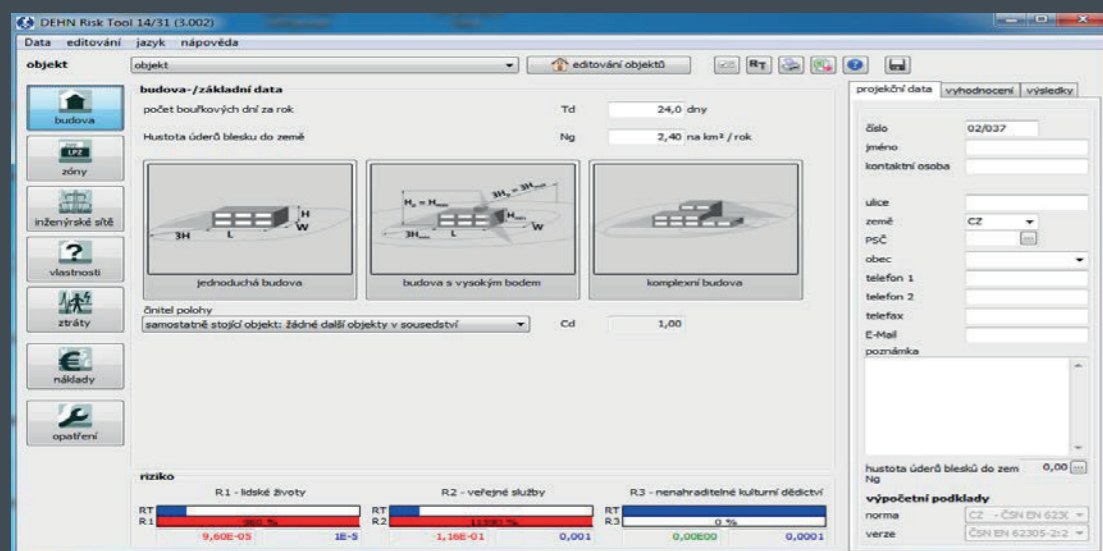 DEHN Risk Tool 14/31 (3.002)
Data editování jazyk nápověda
objekt
objekt
editování objektů
RT
budova
LPZ
zóny
inženýrské sítě
vlastnosti
ztráty
náklady
opatření
budova-/základní data
počet bouřkových dní za rok Td 24,0 dny
Hustota úderů blesku do země Ng 2,40 na km² / rok
3H L W H
jednoduchá budova
L W
budova s vysokým bodem
komplexní budova
činitel polohy
samostatně stojící objekt: žádné další objekty v sousedství Cd 1,00
riziko
R1 - lidské životy
RT
R1 960 %
9,60E-05 1E-5
R2 - veřejné služby
RT
R2
1,16E-01 0,001
R3 - nenahraditelné kulturní dědictví
RT
R3 0 %
0,00E00 0,0001
projekční data vyhodnocení výsledky
číslo 02/037
jméno
kontaktní osoba
ulice
země CZ
PSČ
obec
telefon 1
telefon 2
telefax
E-Mail
poznámka
hustota úderů blesků do zem 0,00
Ng
výpočetní podklady
norma CZ - ČSN EN 6230
verze ČSN EN 62305-2:2